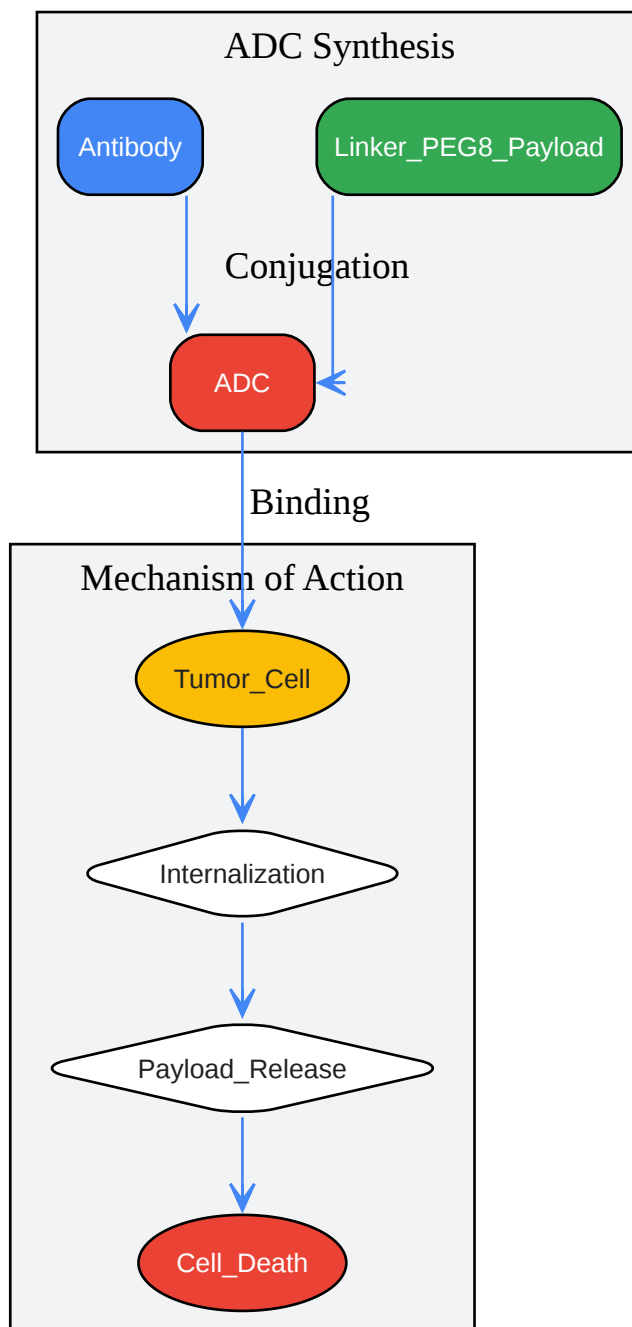 ADC Synthesis
Antibody
Linker_PEG8_Payload
Conjugation
ADC
Binding
Mechanism of Action
Tumor_Cell
Internalization
Payload_Release
Cell_Death